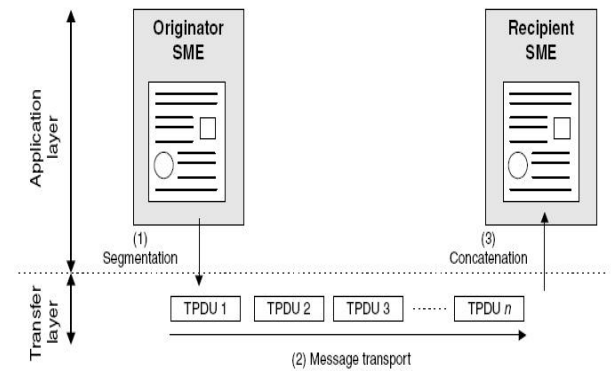 Originator
SME
Recipient
SME
Application
layer
(1)
Segmentation
(3)
Concatenation
Transfer
layer
TPDU 1
TPDU 2
TPDU 3
TPDU n
(2) Message transport